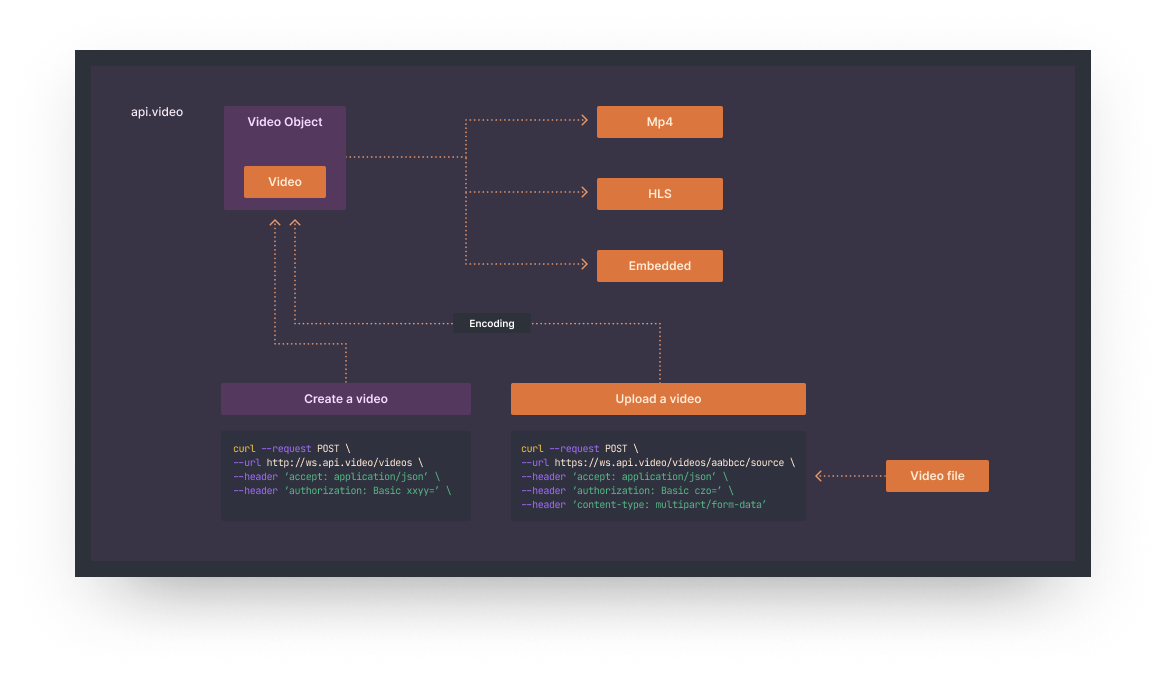 api.video
Video Object
Video
Mp4
HLS
Embedded
Encoding
Create a video
curl --request POST \
--url http://ws.api.video/videos \
--header ‘accept: application/json’ \
--header ‘authorization: Basic xxyy=’ \
Upload a video
curl --request POST \
--url https://ws.api.video/videos/aabbcc/source \
--header ‘accept: application/json’ \
--header ‘authorization: Basic czo=’ \
--header ‘content-type: multipart/form-data’
Video file